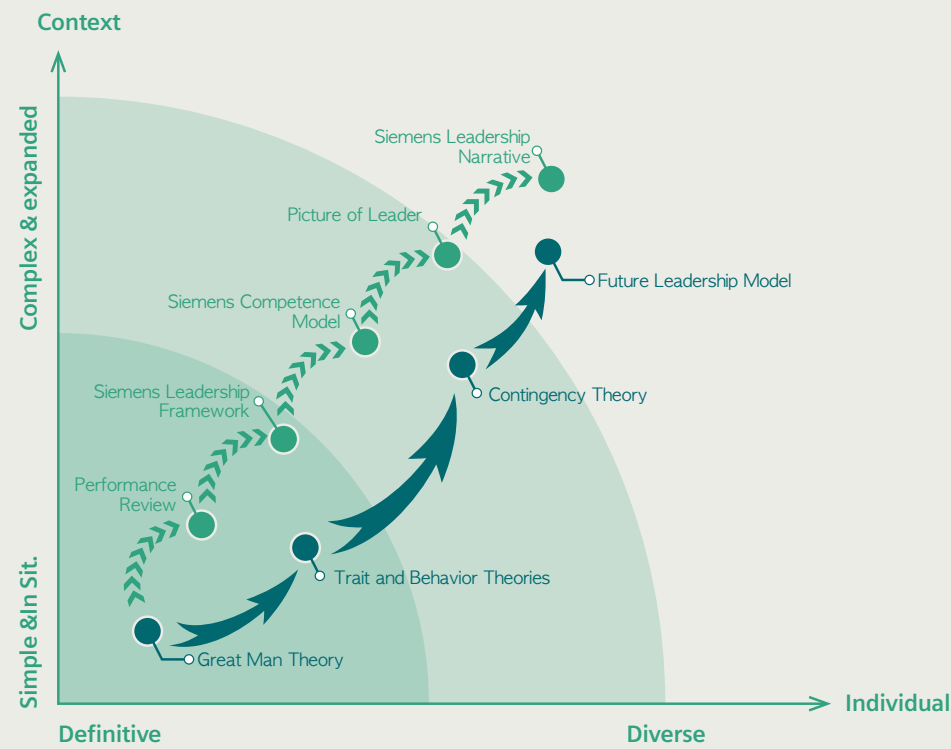 Context
Complex & expanded
Simple &In Sit.
Siemens Leadership
Narrative
Picture of Leader
Future Leadership Model
Siemens Competence
Model
Contingency Theory
Siemens Leadership
Framework
Performance
Review
Trait and Behavior Theories
Great Man Theory
Individual
Definitive
Diverse